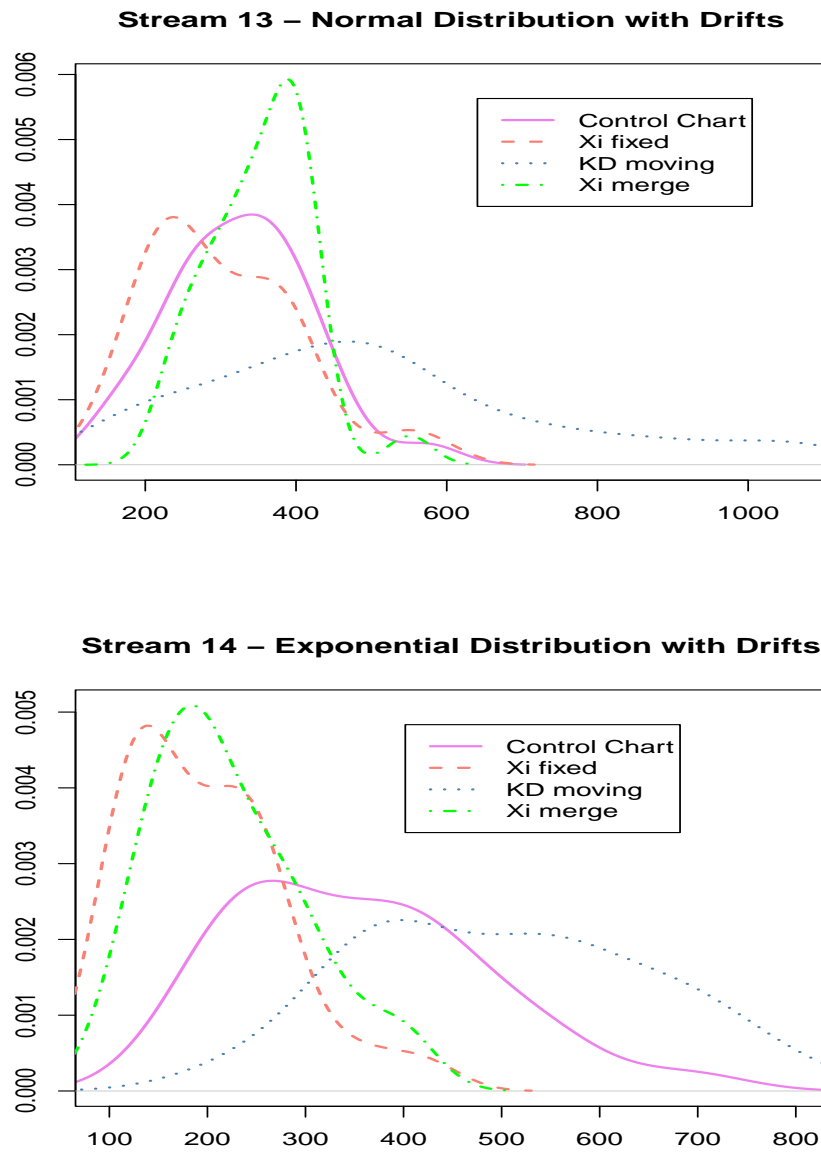 Stream 13 – Normal Distribution with Drifts
0.006
0.005
0.004
0.003
0.002
0.001
0.000
Control Chart
Xi fixed
KD moving
Xi merge
200 400 600 800 1000
Stream 14 – Exponential Distribution with Drifts
0.005
0.004
0.003
0.002
0.001
0.000
Control Chart
Xi fixed
KD moving
Xi merge
100 200 300 400 500 600 700 800